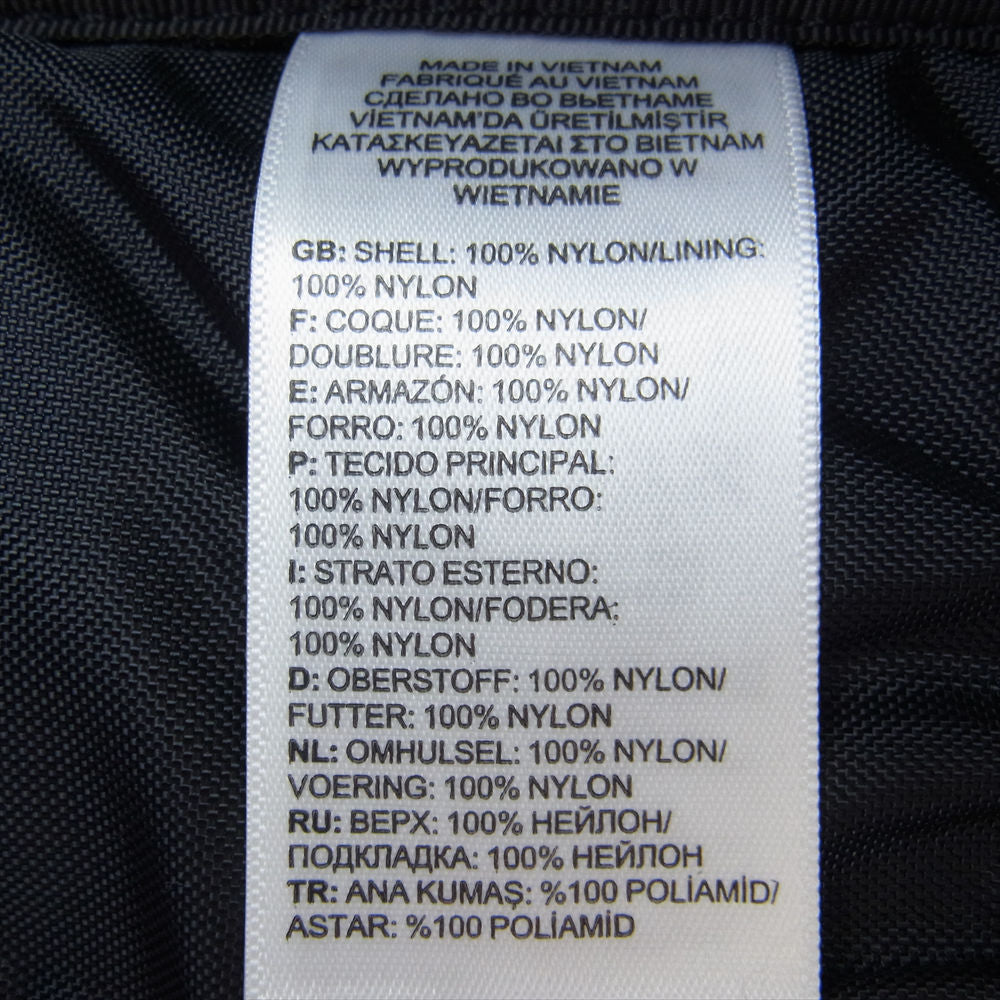 MADE IN VIETNAM
FABRIQUÉ AU VIETNAM
СДЕЛАНО ВО ВЬЕТНАМЕ
VİETNAM'DA ÜRETİLMİŞTİR
ΚΑΤΑΣΚΕΥΑΖΕΤΑΙ ΣΤΟ ΒΙΕΤΝΑΜ
WYPRODUKOWANO W
WIETNAMIE
GB: SHELL: 100% NYLON/LINING:
100% NYLON
F: COQUE: 100% NYLON/
DOUBLURE: 100% NYLON
E: ARMAZÓN: 100% NYLON/
FORRO: 100% NYLON
P: TECIDO PRINCIPAL:
100% NYLON/FORRO:
100% NYLON
I: STRATO ESTERNO:
100% NYLON/FODERA:
100% NYLON
D: OBERSTOFF: 100% NYLON/
FUTTER: 100% NYLON
NL: OMHULSEL: 100% NYLON/
VOERING: 100% NYLON
RU: ВЕРХ: 100% НЕЙЛОН/
ПОДКЛАДКА: 100% НЕЙЛОН
TR: ANA KUMAŞ: %100 POLİAMİD/
ASTAR: %100 POLİAMİD